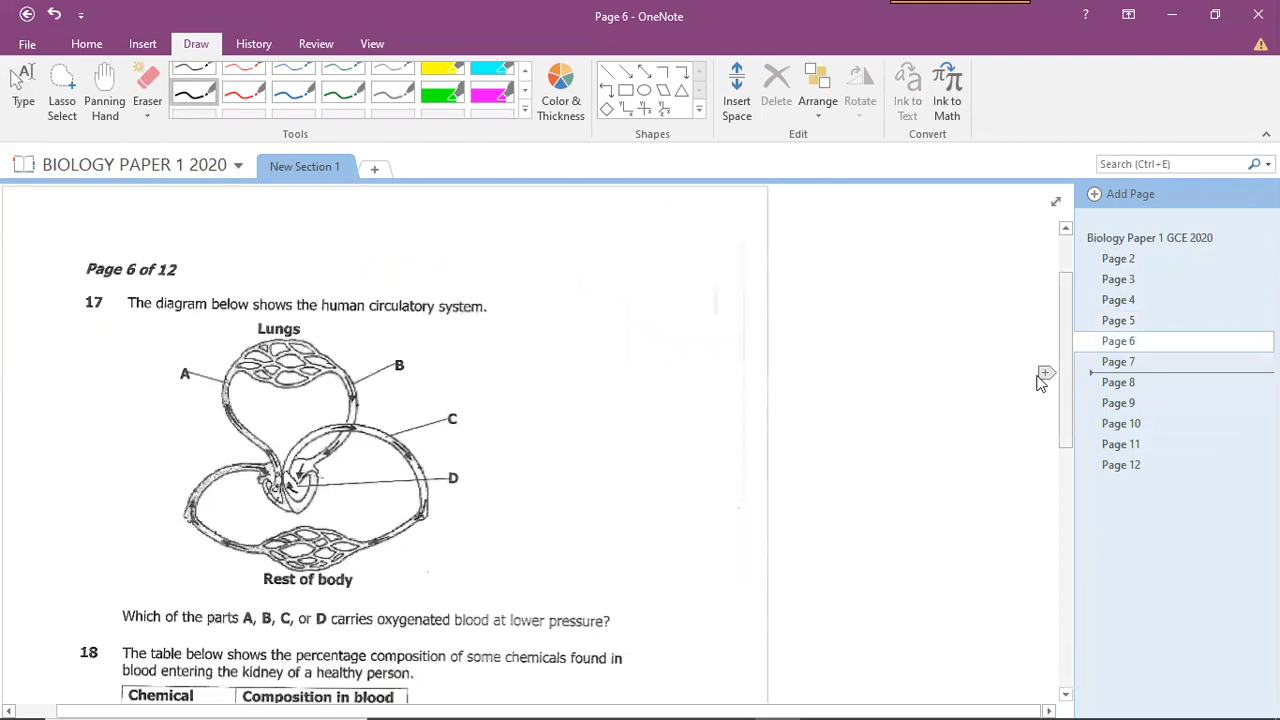 Page 6 - OneNote
?
File
Home
Insert
Draw
History
Review
View
Type
Lasso Select
Panning Hand
Eraser
Color & Thickness
Insert Space
Delete
Arrange
Rotate
Ink to Text
Ink to Math
Tools
Shapes
Edit
Convert
BIOLOGY PAPER 1 2020
New Section 1
Search (Ctrl+E)
Add Page
Biology Paper 1 GCE 2020
Page 2
Page 3
Page 4
Page 5
Page 6
Page 7
Page 8
Page 9
Page 10
Page 11
Page 12
Page 6 of 12
17 The diagram below shows the human circulatory system.
Lungs
A
B
C
D
Rest of body
Which of the parts A, B, C, or D carries oxygenated blood at lower pressure?
18 The table below shows the percentage composition of some chemicals found in
blood entering the kidney of a healthy person.
Chemical Composition in blood